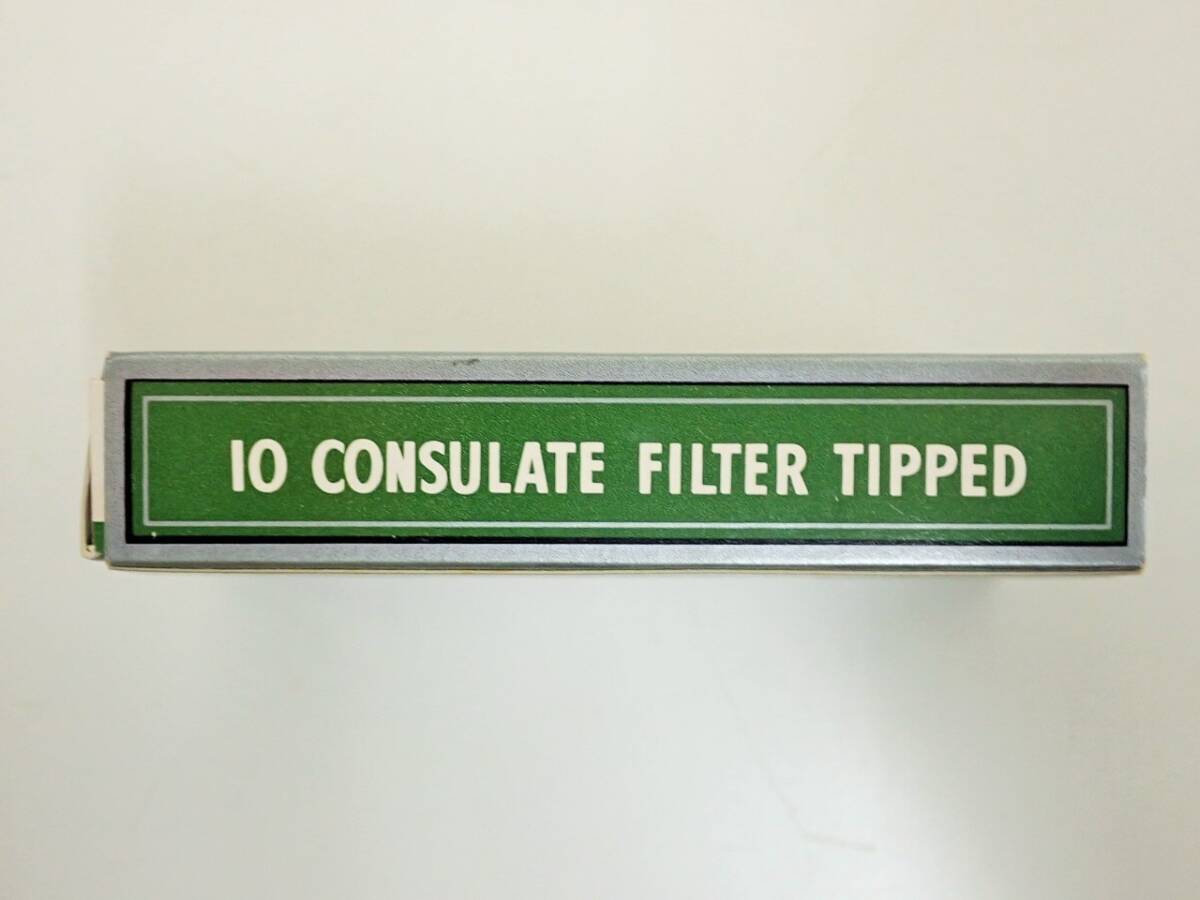 10 CONSULATE FILTER TIPPED